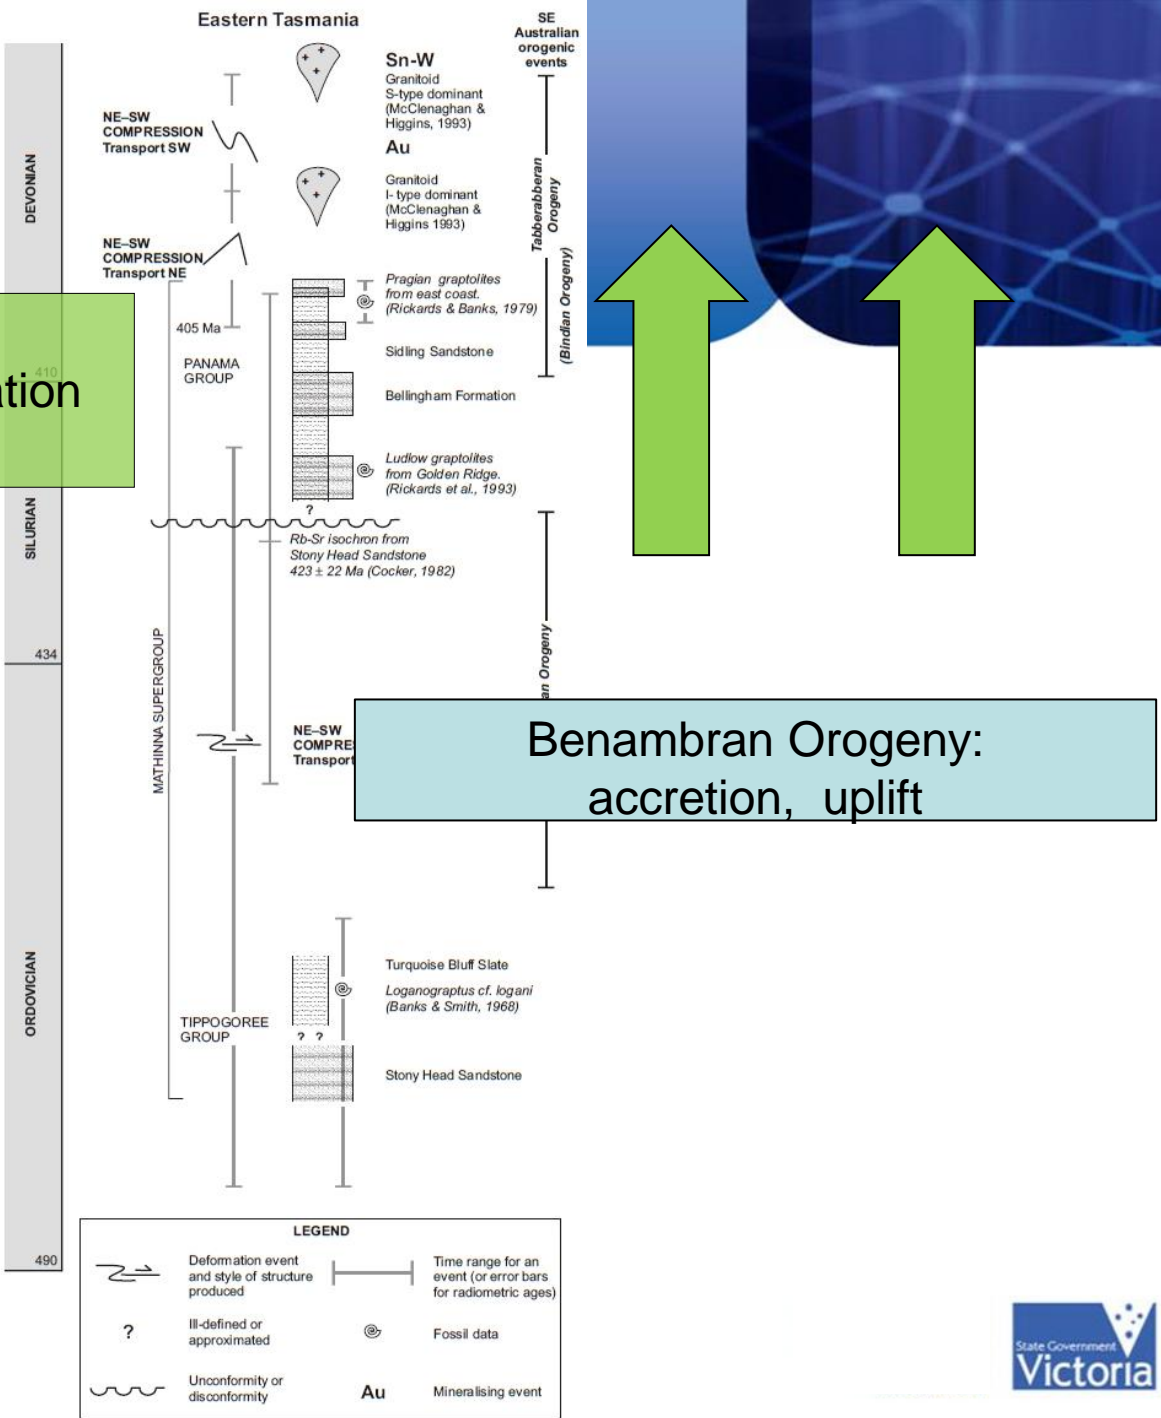 Eastern Tasmania
SE
Australian
orogenic
events
DEVONIAN
410
SILURIAN
434
ORDOVICIAN
490
Sn-W
Granitoid
S-type dominant
(McClenaghan &
Higgins, 1993)
NE–SW
COMPRESSION
Transport SW
Au
Granitoid
I- type dominant
(McClenaghan &
Higgins 1993)
NE–SW
COMPRESSION
Transport NE
Tabberabberan
Orogeny
(Bindian Orogeny)
Pragian graptolites
from east coast.
(Rickards & Banks, 1979)
405 Ma
Sidling Sandstone
PANAMA
GROUP
ation
Bellingham Formation
Ludlow graptolites
from Golden Ridge.
(Rickards et al., 1993)
?
Rb-Sr isochron from
Stony Head Sandstone
423 ± 22 Ma (Cocker, 1982)
MATHINNA SUPERGROUP
an Orogeny
NE–SW
COMPRES
Transport
Benambran Orogeny:
accretion, uplift
Turquoise Bluff Slate
Loganograptus cf. logani
(Banks & Smith, 1968)
TIPPOGOREE
GROUP
? ?
Stony Head Sandstone
LEGEND
Deformation event
and style of structure
produced
Time range for an
event (or error bars
for radiometric ages)
?
Ill-defined or
approximated
Fossil data
Unconformity or
disconformity
Au
Mineralising event
State Government
Victoria